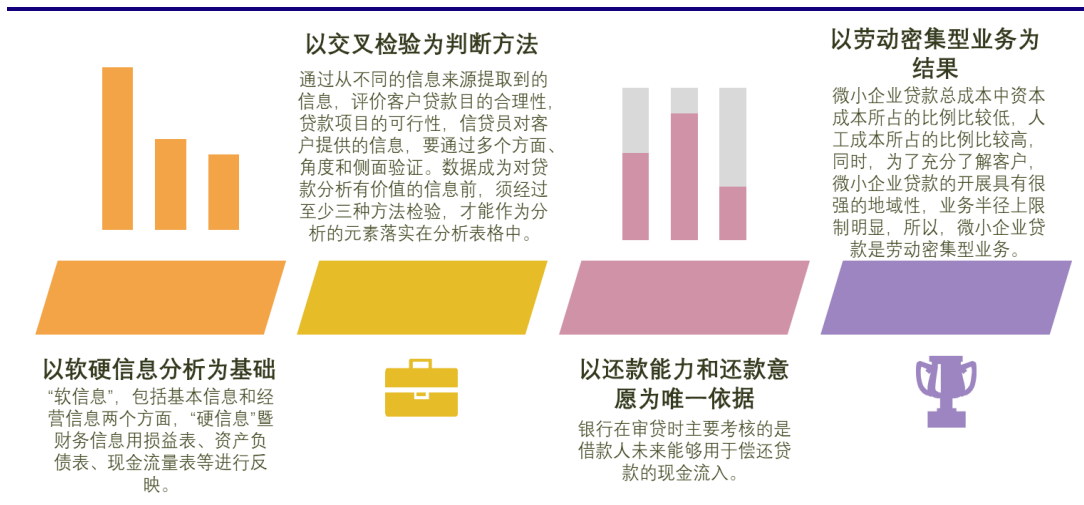 以软硬信息分析为基础
“软信息”，包括基本信息和经
营信息两个方面，“硬信息”暨
财务信息用损益表、资产负
债表、现金流量表等进行反
映。
以交叉检验为判断方法
通过从不同的信息来源提取到的
信息，评价客户贷款目的合理性，
贷款项目的可行性，信贷员对客
户提供的信息，要通过多个方面、
角度和侧面验证。数据成为对贷
款分析有价值的信息前，须经过
至少三种方法检验，才能作为分
析的元素落实在分析表格中。
以还款能力和还款意
愿为唯一依据
银行在审贷时主要考核的是
借款人未来能够用于偿还贷
款的现金流入。
以劳动密集型业务为
结果
微小企业贷款总成本中资本
成本所占的比例比较低，人
工成本所占的比例比较高，
同时，为了充分了解客户，
微小企业贷款的开展具有很
强的地域性，业务半径上限
制明显，所以，微小企业贷
款是劳动密集型业务。